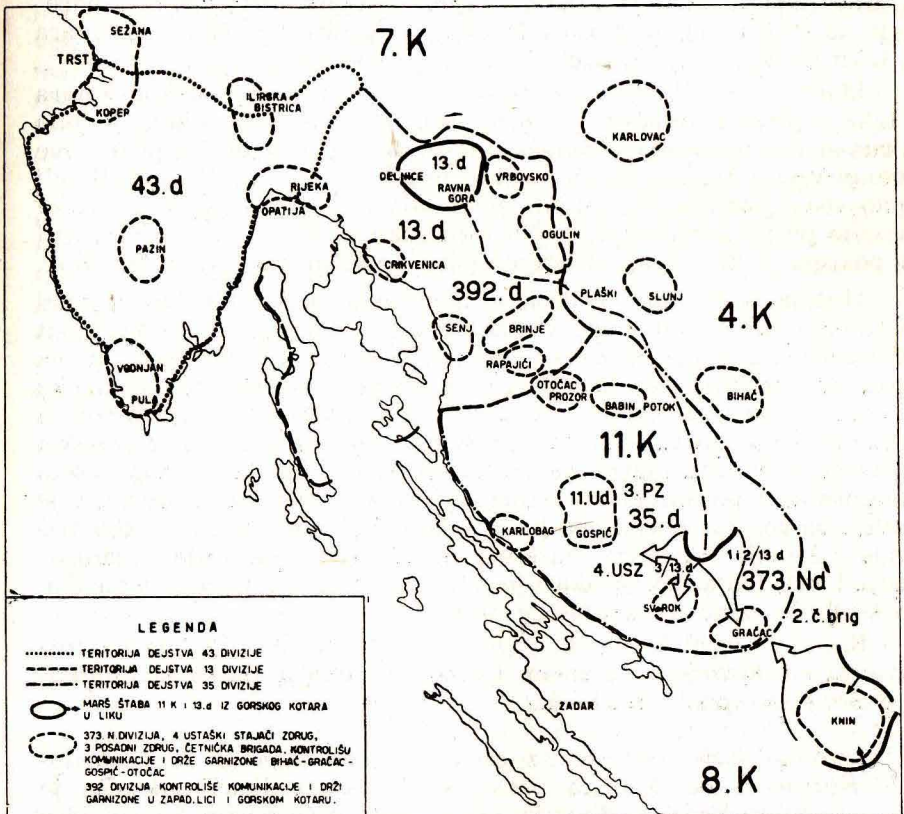 SEŽANA
7. K
TRST
ILIRSKA
BISTRICA
KOPER
KARLOVAC
43. d
DELNICE
13. d
RAVNA
GORA
VRBOVSKO
RIJEKA
OPATIJA
13. d
OGULIN
PAZIN
CRIKVENICA
392. d
PLAŠKI
SLUNJ
4. K
SENJ
BRINJE
RAPAJIĆI
VODNJAN
PULA
OTOČAC
PROZOR
BABIN POTOK
BIHAĆ
11. K
11. Ud
3. PZ
GOSPIĆ
35. d
KARLOBAG
4. USZ
3/13. d
1 i 2/13 d
373. Nd
SV. ROK
2. č. brig
GRAČAC
ZADAR
KNIN
8. K
LEGENDA
TERITORIJA DEJSTVA 43 DIVIZIJE
TERITORIJA DEJSTVA 13 DIVIZIJE
TERITORIJA DEJSTVA 35 DIVIZIJE
MARŠ ŠTABA 11 K i 13.d IZ GORSKOG KOTARA
U LIKU
373. N. DIVIZIJA, 4 USTAŠKI STAJAĆI ZDRUG,
3 POSADNI ZDRUG, ČETNIČKA BRIGADA. KONTROLIŠU
KOMUNIKACIJE I DRŽE GARNIZONE BIHAĆ-GRAČAC-
GOSPIĆ-OTOČAC
392 DIVIZIJA KONTROLIŠE KOMUNIKACIJE I DRŽI
GARNIZONE U ZAPAD. LICI I GORSKOM KOTARU.